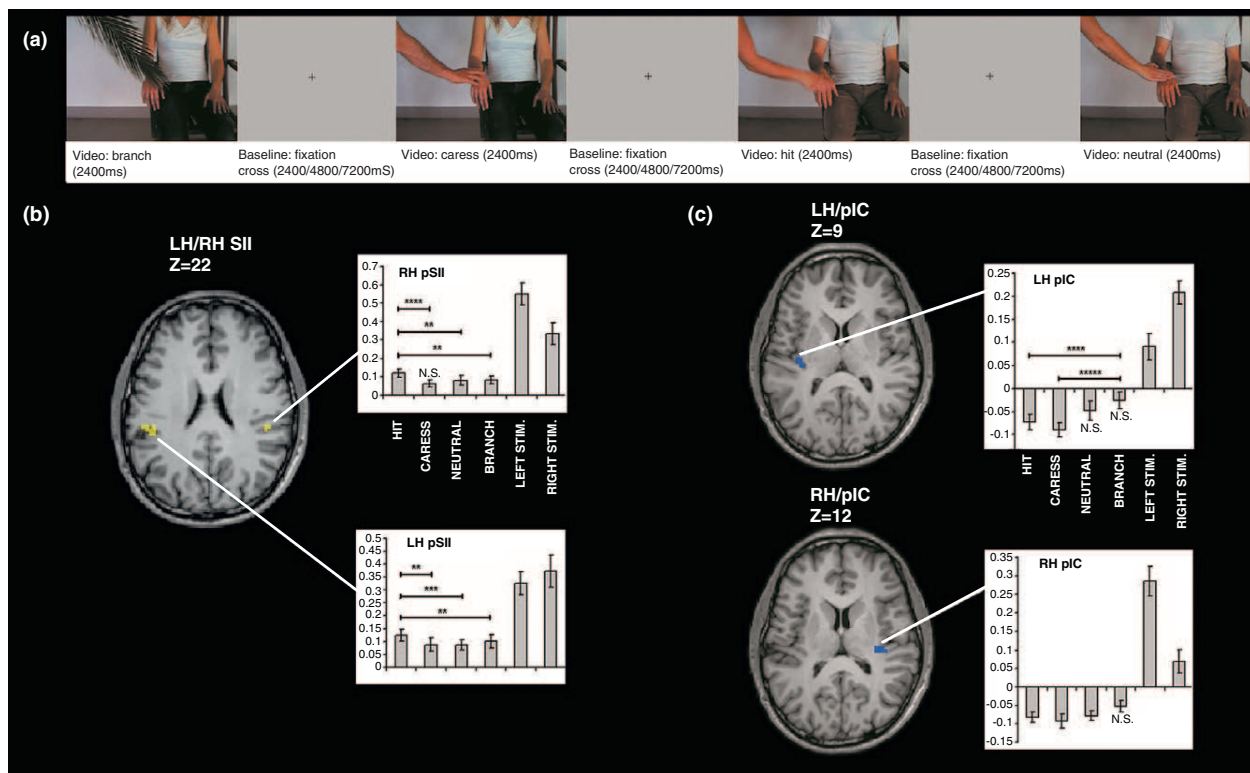 (a)
Video: branch
(2400ms)
Baseline: fixation
cross (2400/4800/7200mS)
Video: caress (2400ms)
Baseline: fixation
cross (2400/4800/7200ms)
Video: hit (2400ms)
Baseline: fixation
cross (2400/4800/7200ms)
Video: neutral (2400ms)
(b)
LH/RH SII
Z=22
RH pSII
0.7
0.6
0.5
0.4
0.3
0.2
0.1
0
****
**
**
N.S.
HIT
CARESS
NEUTRAL
BRANCH
LEFT STIM.
RIGHT STIM.
LH pSII
0.5
0.45
0.4
0.35
0.3
0.25
0.2
0.15
0.1
0.05
0
**
***
**
(c)
LH/pIC
Z=9
LH pIC
0.25
0.2
0.15
0.1
0.05
0
-0.05
-0.1
****
*****
N.S.
N.S.
HIT
CARESS
NEUTRAL
BRANCH
LEFT STIM.
RIGHT STIM.
RH/pIC
Z=12
RH pIC
0.35
0.3
0.25
0.2
0.15
0.1
0.05
0
-0.05
-0.1
-0.15
N.S.